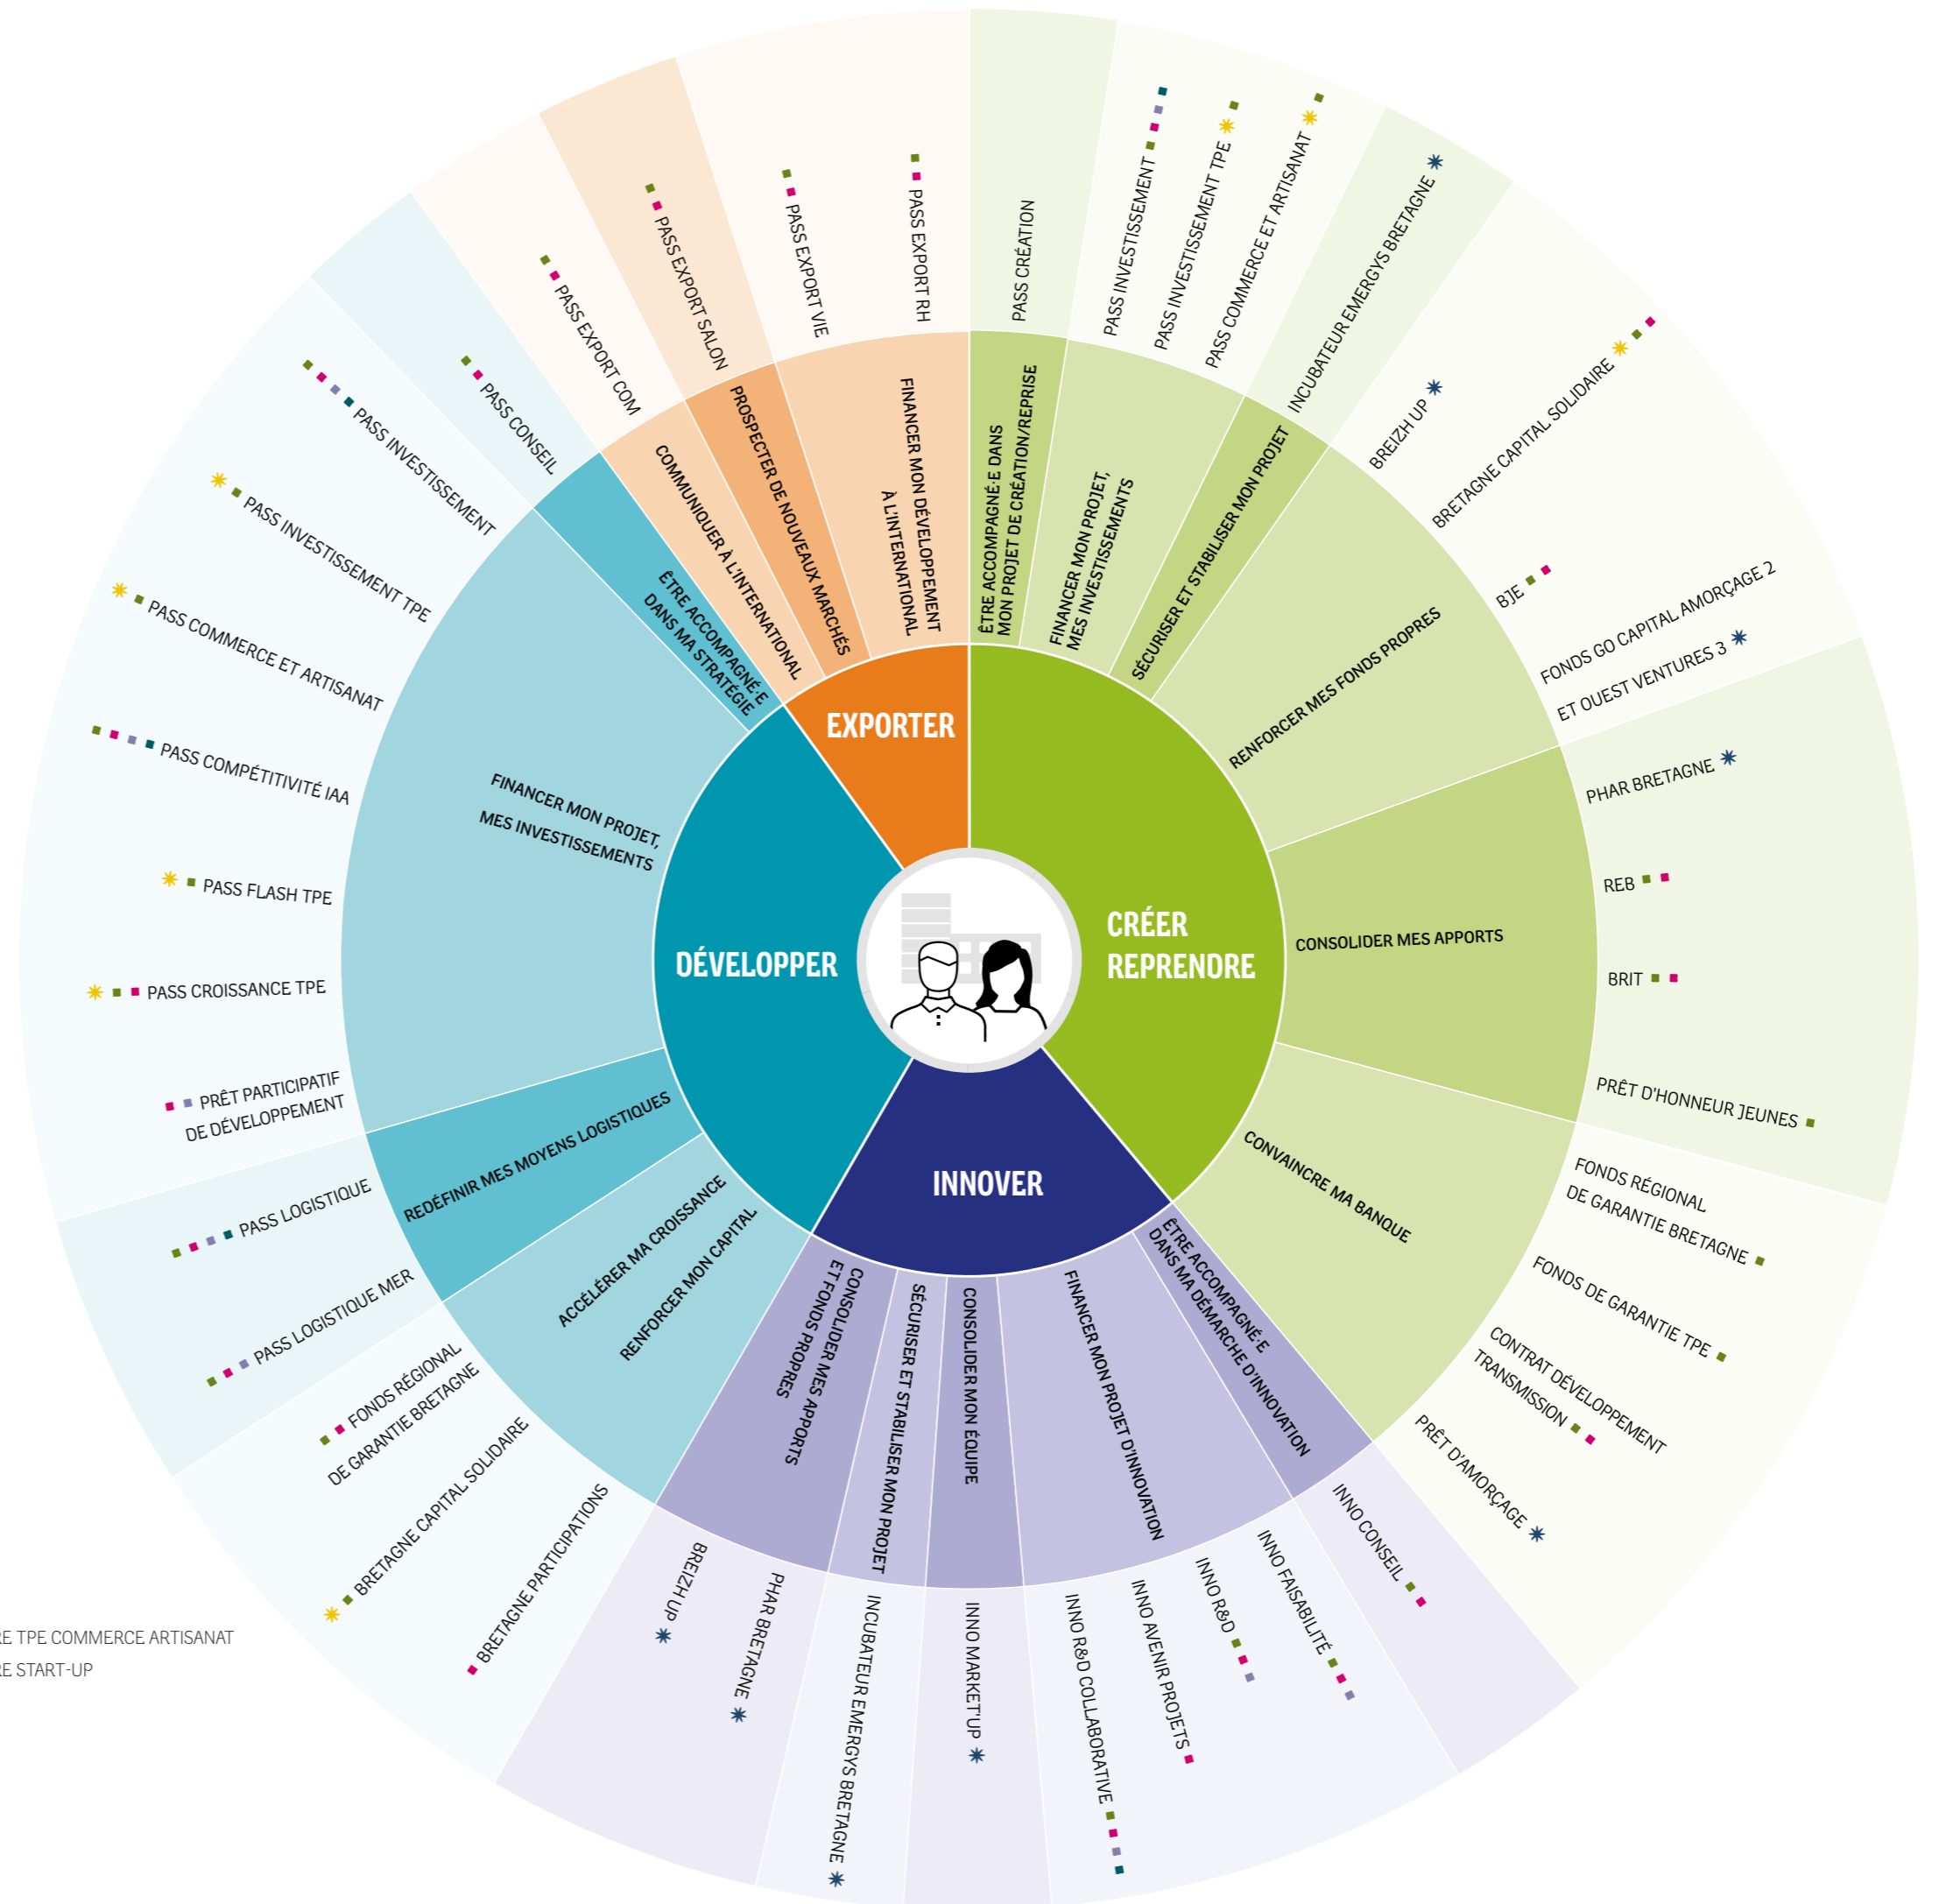 EXPORTER
CRÉER
REPRENDRE
INNOVER
DÉVELOPPER
ÊTRE ACCOMPAGNÉ·E DANS
MON PROJET DE CRÉATION/REPRISE
PASS CRÉATION
FINANCER MON PROJET,
MES INVESTISSEMENTS
PASS INVESTISSEMENT
PASS INVESTISSEMENT TPE
PASS COMMERCE ET ARTISANAT
SÉCURISER ET STABILISER MON PROJET
INCUBATEUR EMERGYS BRETAGNE
RENFORCER MES FONDS PROPRES
BREIZH UP
BRETAGNE CAPITAL SOLIDAIRE
BJE
FONDS GO CAPITAL AMORÇAGE 2
ET OUEST VENTURES 3
CONSOLIDER MES APPORTS
PHAR BRETAGNE
REB
BRIT
PRÊT D'HONNEUR JEUNES
CONVAINCRE MA BANQUE
FONDS RÉGIONAL
DE GARANTIE BRETAGNE
FONDS DE GARANTIE TPE
CONTRAT DÉVELOPPEMENT
TRANSMISSION
PRÊT D'AMORÇAGE
ÊTRE ACCOMPAGNÉ·E
DANS MA DÉMARCHE D'INNOVATION
INNO CONSEIL
FINANCER MON PROJET D'INNOVATION
INNO FAISABILITÉ
INNO R&D
INNO AVENIR PROJETS
INNO R&D COLLABORATIVE
CONSOLIDER MON ÉQUIPE
INNO MARKET'UP
SÉCURISER ET STABILISER MON PROJET
INCUBATEUR EMERGYS BRETAGNE
CONSOLIDER MES APPORTS
ET FONDS PROPRES
PHAR BRETAGNE
BREIZH UP
ACCÉLÉRER MA CROISSANCE
RENFORCER MON CAPITAL
BRETAGNE PARTICIPATIONS
BRETAGNE CAPITAL SOLIDAIRE
FONDS RÉGIONAL
DE GARANTIE BRETAGNE
REDÉFINIR MES MOYENS LOGISTIQUES
PASS LOGISTIQUE MER
PASS LOGISTIQUE
FINANCER MON PROJET,
MES INVESTISSEMENTS
PRÊT PARTICIPATIF
DE DÉVELOPPEMENT
PASS CROISSANCE TPE
PASS FLASH TPE
PASS COMPÉTITIVITÉ IAA
PASS COMMERCE ET ARTISANAT
PASS INVESTISSEMENT TPE
PASS INVESTISSEMENT
ÊTRE ACCOMPAGNÉ·E
DANS MA STRATÉGIE
PASS CONSEIL
COMMUNIQUER À L'INTERNATIONAL
PASS EXPORT COM
PROSPECTER DE NOUVEAUX MARCHÉS
PASS EXPORT SALON
FINANCER MON DÉVELOPPEMENT
À L'INTERNATIONAL
PASS EXPORT VIE
PASS EXPORT RH
TPE COMMERCE ARTISANAT
START-UP